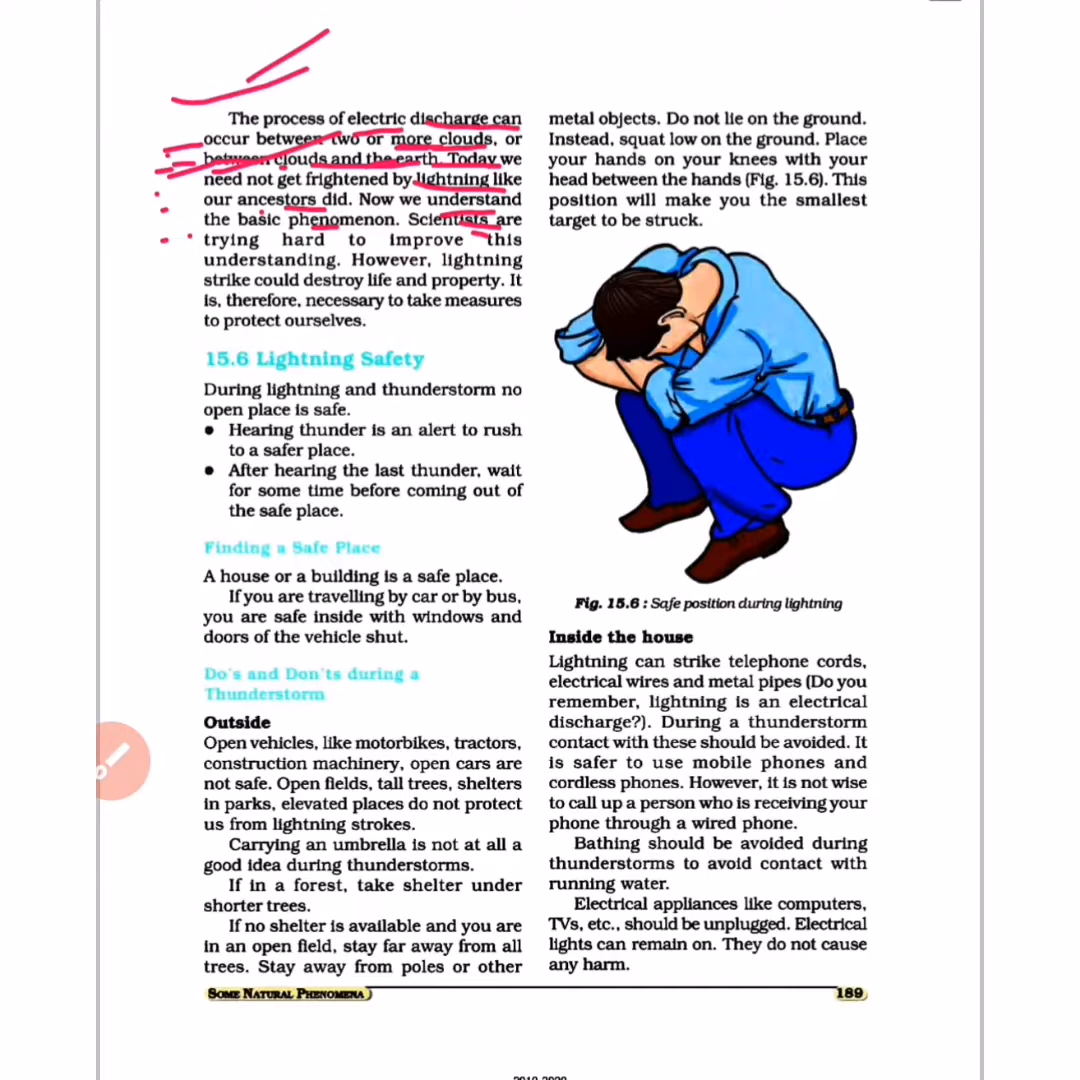 The process of electric discharge can
occur between two or more clouds, or
between clouds and the earth. Today we
need not get frightened by lightning like
our ancestors did. Now we understand
the basic phenomenon. Scientists are
trying hard to improve this
understanding. However, lightning
strike could destroy life and property. It
is, therefore, necessary to take measures
to protect ourselves.
15.6 Lightning Safety
During lightning and thunderstorm no
open place is safe.
● Hearing thunder is an alert to rush
to a safer place.
● After hearing the last thunder, wait
for some time before coming out of
the safe place.
Finding a Safe Place
A house or a building is a safe place.
If you are travelling by car or by bus,
you are safe inside with windows and
doors of the vehicle shut.
Do's and Don'ts during a
Thunderstorm
Outside
Open vehicles, like motorbikes, tractors,
construction machinery, open cars are
not safe. Open fields, tall trees, shelters
in parks, elevated places do not protect
us from lightning strokes.
Carrying an umbrella is not at all a
good idea during thunderstorms.
If in a forest, take shelter under
shorter trees.
If no shelter is available and you are
in an open field, stay far away from all
trees. Stay away from poles or other
metal objects. Do not lie on the ground.
Instead, squat low on the ground. Place
your hands on your knees with your
head between the hands (Fig. 15.6). This
position will make you the smallest
target to be struck.
Fig. 15.6 : Safe position during lightning
Inside the house
Lightning can strike telephone cords,
electrical wires and metal pipes (Do you
remember, lightning is an electrical
discharge?). During a thunderstorm
contact with these should be avoided. It
is safer to use mobile phones and
cordless phones. However, it is not wise
to call up a person who is receiving your
phone through a wired phone.
Bathing should be avoided during
thunderstorms to avoid contact with
running water.
Electrical appliances like computers,
TVs, etc., should be unplugged. Electrical
lights can remain on. They do not cause
any harm.
SOME NATURAL PHENOMENA
189